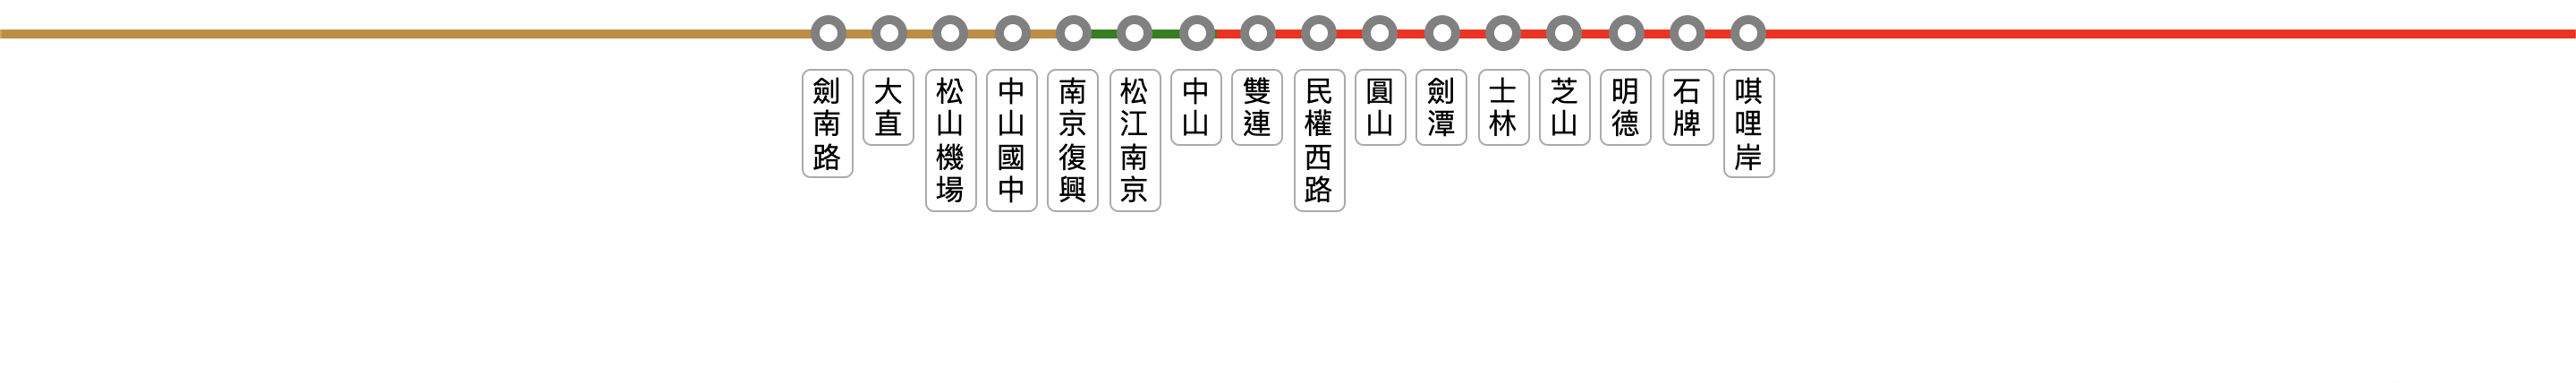 劍南路
大直
松山機場
中山國中
南京復興
松江南京
中山
雙連
民權西路
圓山
劍潭
士林
芝山
明德
石牌
唭哩岸